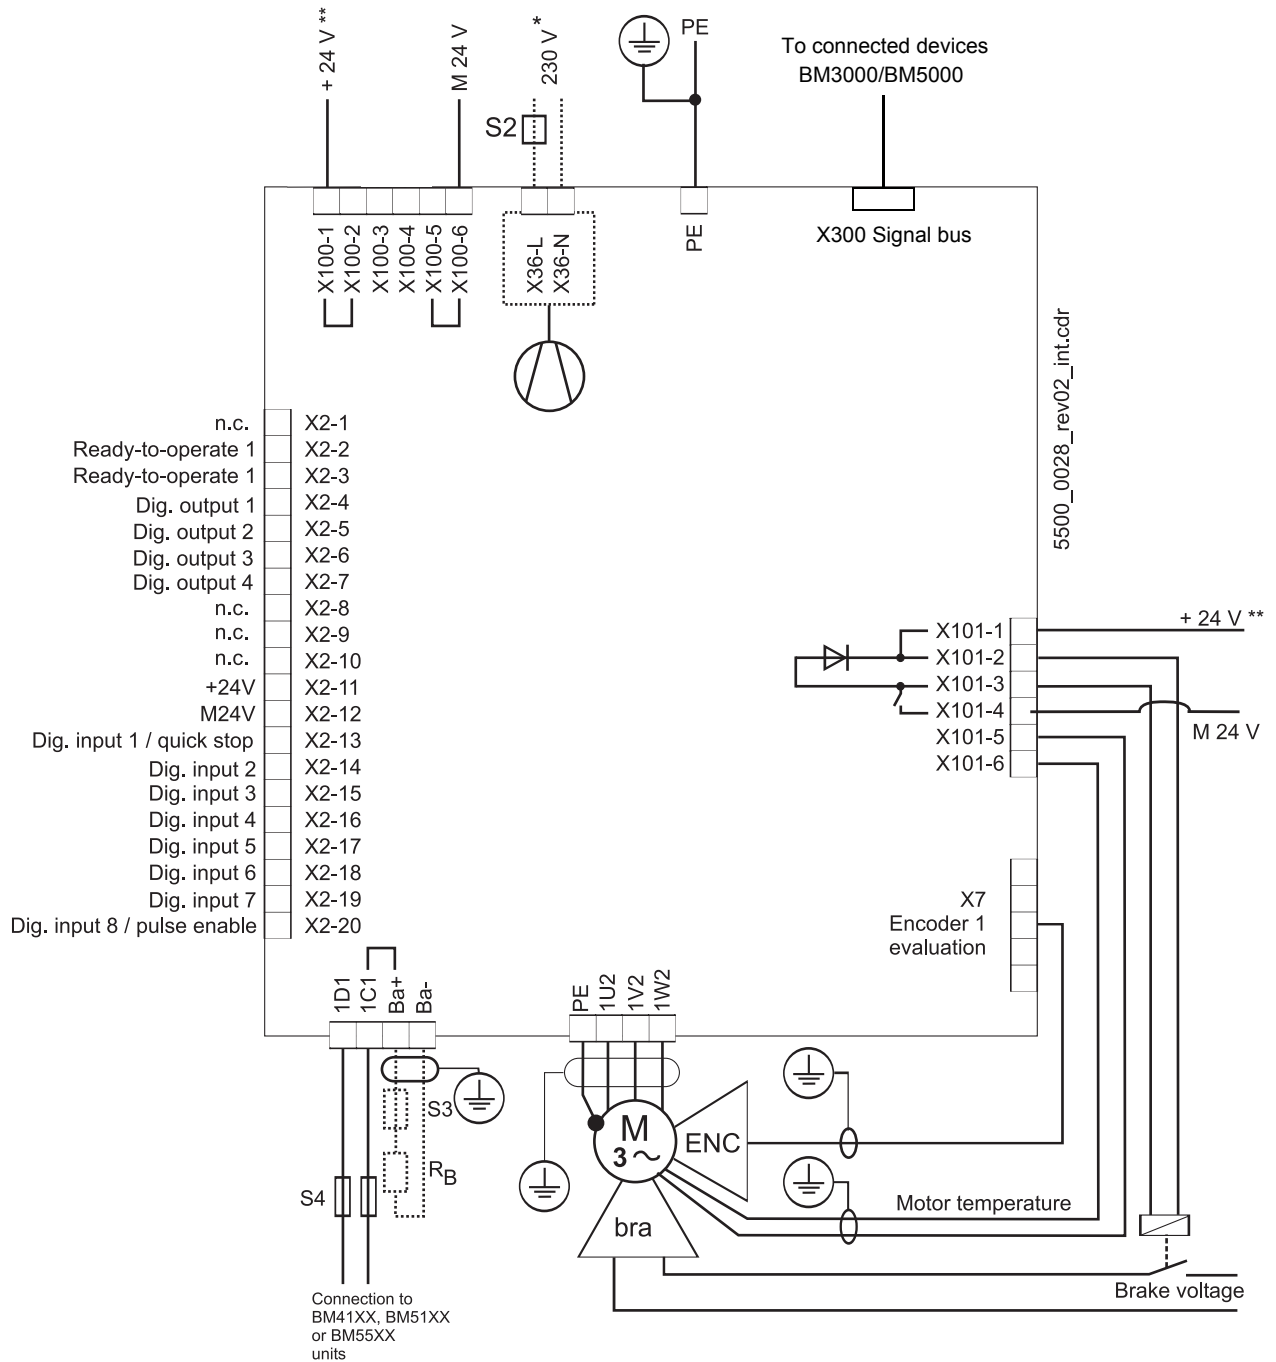 + 24 V **
M 24 V
230 V *
PE
To connected devices
BM3000/BM5000
S2
X100-1
X100-2
X100-3
X100-4
X100-5
X100-6
X36-L
X36-N
PE
X300 Signal bus
5500_0028_rev02_int.cdr
n.c. X2-1
Ready-to-operate 1 X2-2
Ready-to-operate 1 X2-3
Dig. output 1 X2-4
Dig. output 2 X2-5
Dig. output 3 X2-6
Dig. output 4 X2-7
n.c. X2-8
n.c. X2-9
n.c. X2-10
+24V X2-11
M24V X2-12
Dig. input 1 / quick stop X2-13
Dig. input 2 X2-14
Dig. input 3 X2-15
Dig. input 4 X2-16
Dig. input 5 X2-17
Dig. input 6 X2-18
Dig. input 7 X2-19
Dig. input 8 / pulse enable X2-20
X101-1
X101-2
X101-3
X101-4
X101-5
X101-6
+ 24 V **
M 24 V
X7
Encoder 1
evaluation
1D1
1C1
Ba+
Ba-
PE
1U2
1V2
1W2
S3
RB
S4
M
3
ENC
bra
Motor temperature
Brake voltage
Connection to
BM41XX, BM51XX
or BM55XX
units